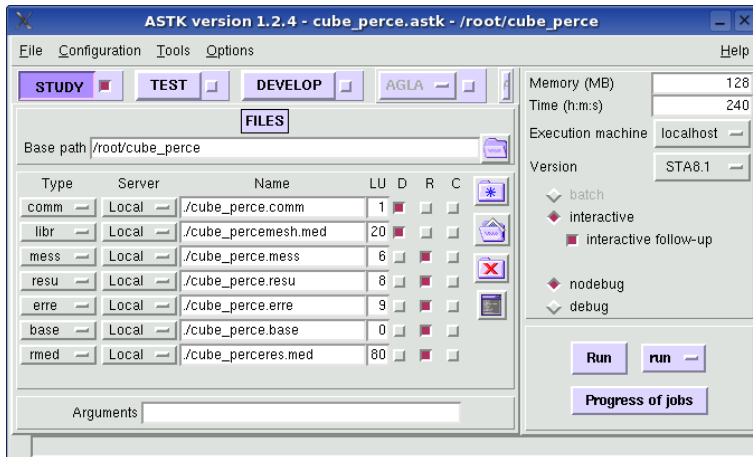 ASTK version 1.2.4 - cube_perce.astk - /root/cube_perce
File Configuration Tools Options Help
STUDY TEST DEVELOP AGLA
FILES
Base path /root/cube_perce
Type Server Name LU D R C
comm Local ./cube_perce.comm 1
libr Local ./cube_percemesh.med 20
mess Local ./cube_perce.mess 6
resu Local ./cube_perce.resu 8
erre Local ./cube_perce.erre 9
base Local ./cube_perce.base 0
rmed Local ./cube_perceres.med 80
Arguments
Memory (MB) 128
Time (h:m:s) 240
Execution machine localhost
Version STA8.1
batch
interactive
interactive follow-up
nodebug
debug
Run run
Progress of jobs